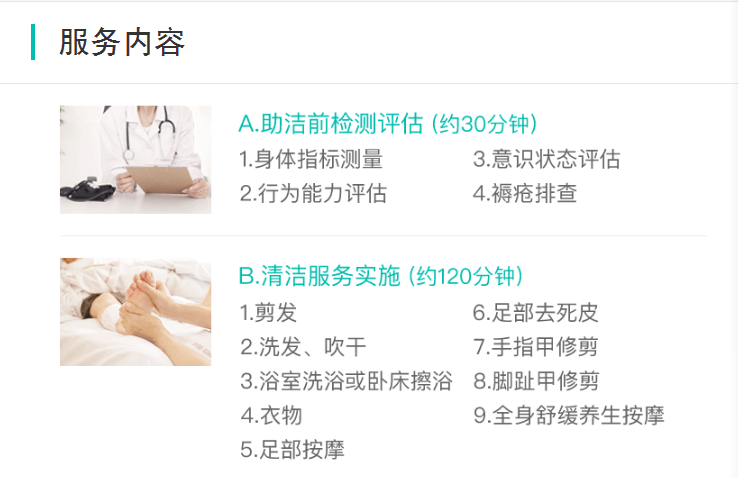 服务内容
A.助洁前检测评估 (约30分钟)
1.身体指标测量
3.意识状态评估
2.行为能力评估
4.褥疮排查
B.清洁服务实施 (约120分钟)
1.剪发
6.足部去死皮
2.洗发、吹干
7.手指甲修剪
3.浴室洗浴或卧床擦浴
8.脚趾甲修剪
4.衣物
9.全身舒缓养生按摩
5.足部按摩